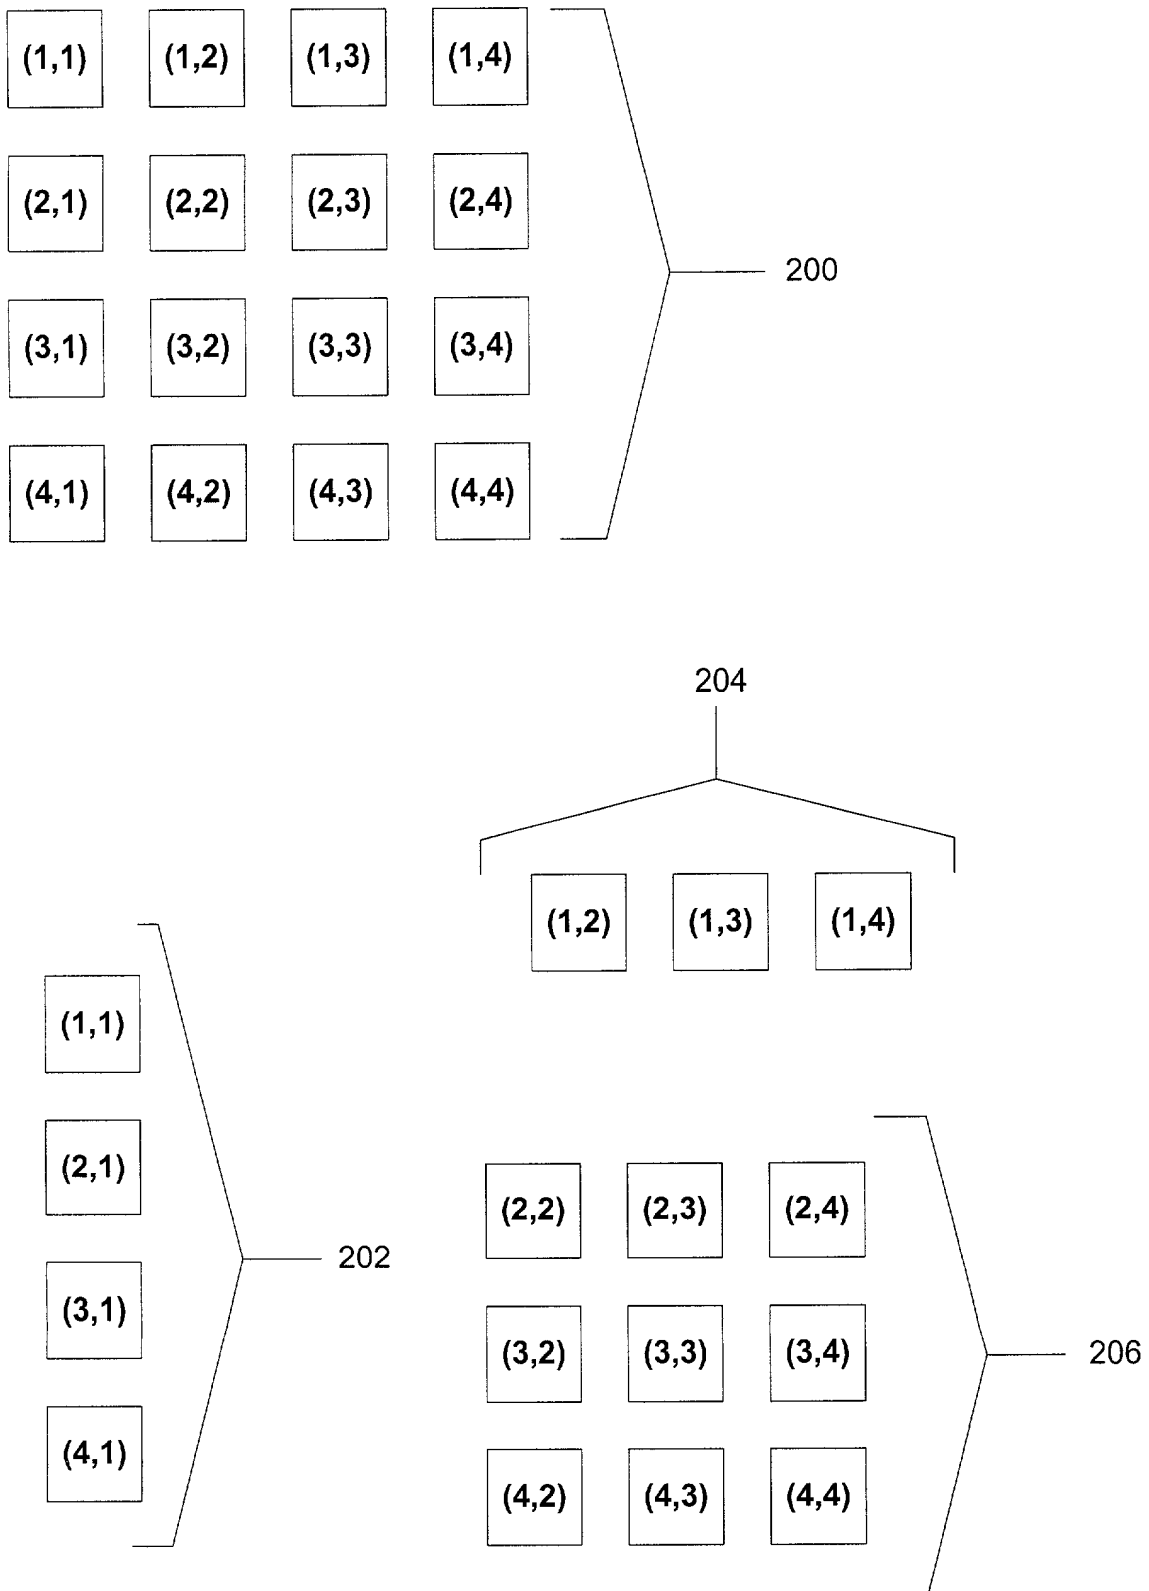 (1,1) (1,2) (1,3) (1,4)
(2,1) (2,2) (2,3) (2,4)
200
(3,1) (3,2) (3,3) (3,4)
(4,1) (4,2) (4,3) (4,4)
204
(1,2) (1,3) (1,4)
(1,1)
(2,1)
202
(3,1)
(4,1)
(2,2) (2,3) (2,4)
(3,2) (3,3) (3,4)
206
(4,2) (4,3) (4,4)